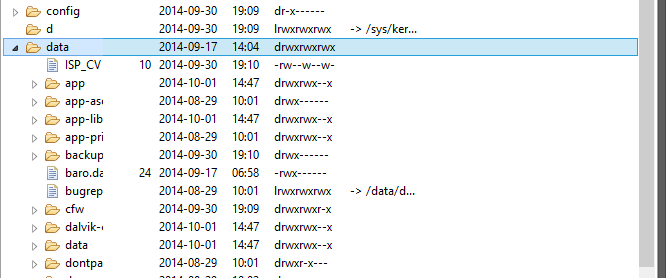 config 2014-09-30 19:09 dr-x------
d 2014-09-30 19:09 lrwxrwxrwx -> /sys/ker...
data 2014-09-17 14:04 drwxrwxrwx
ISP_CV 10 2014-09-30 19:10 -rw--w--w-
app 2014-10-01 14:47 drwxrwx--x
app-ase 2014-08-29 10:01 drwx------
app-lib 2014-10-01 14:47 drwxrwx--x
app-pri 2014-08-29 10:01 drwxrwx--x
backup 2014-09-30 19:10 drwx------
baro.da 24 2014-09-17 06:58 -rwx------
bugrep 2014-08-29 10:01 lrwxrwxrwx -> /data/d...
cfw 2014-09-30 19:09 drwxrwxr-x
dalvik-c 2014-10-01 14:47 drwxrwx--x
data 2014-10-01 14:47 drwxrwx--x
dontpa 2014-08-29 10:01 drwxr-x---